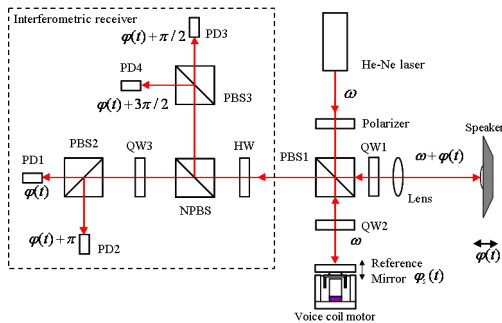 Interferometric receiver
PD3
φ(t)+π/2
PD4
φ(t)+3π/2
PBS3
He-Ne laser
ω
Polarizer
Speaker
PBS2
QW3
HW
PBS1
QW1
ω+φ(t)
PD1
φ(t)
NPBS
Lens
φ(t)+π
PD2
QW2
ω
φ(t)
Reference
Mirror φr(t)
Voice coil motor